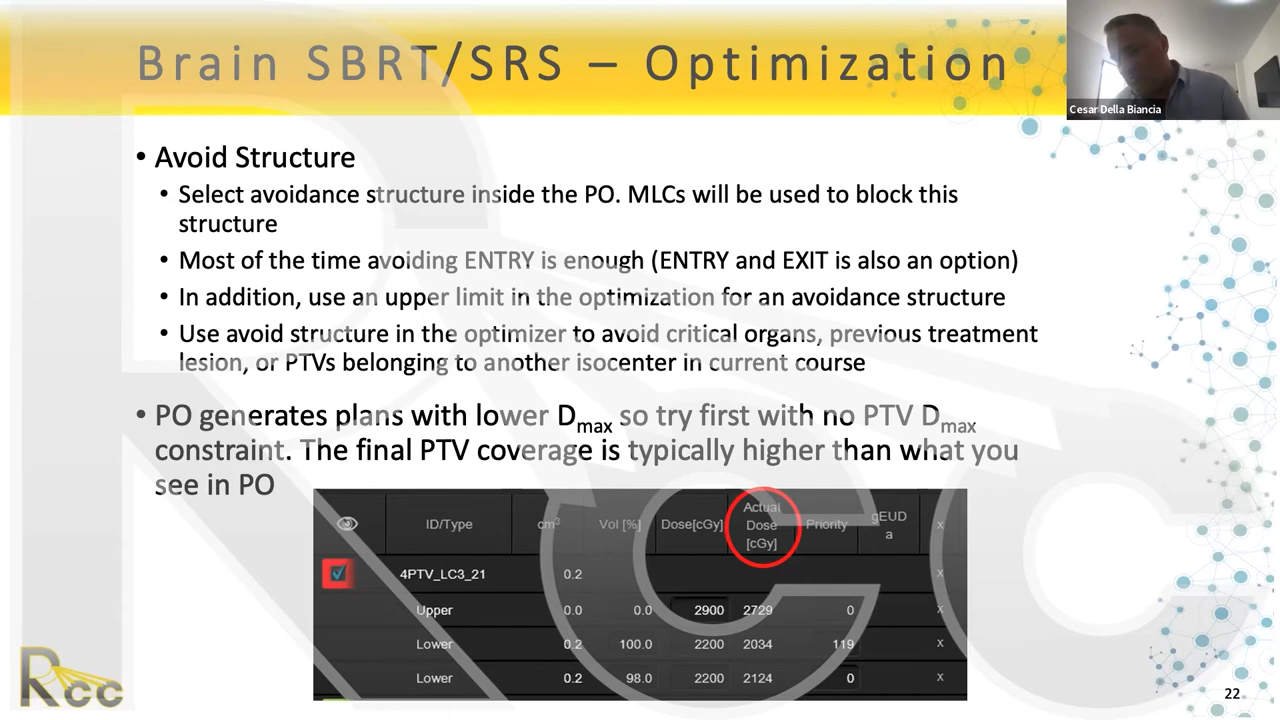 Brain SBRT/SRS – Optimization
Cesar Della Biancia
• Avoid Structure
• Select avoidance structure inside the PO. MLCs will be used to block this
structure
• Most of the time avoiding ENTRY is enough (ENTRY and EXIT is also an option)
• In addition, use an upper limit in the optimization for an avoidance structure
• Use avoid structure in the optimizer to avoid critical organs, previous treatment
lesion, or PTVs belonging to another isocenter in current course
• PO generates plans with lower Dmax so try first with no PTV Dmax
constraint. The final PTV coverage is typically higher than what you
see in PO
ID/Type cm3 Vol [%] Dose[cGy] Actual Dose [cGy] Priority gEUD a x
4PTV_LC3_21 0.2 x
Upper 0.0 0.0 2900 2729 0 x
Lower 0.2 100.0 2200 2034 119 x
Lower 0.2 98.0 2200 2124 0 x
Rcc
Rcc
22